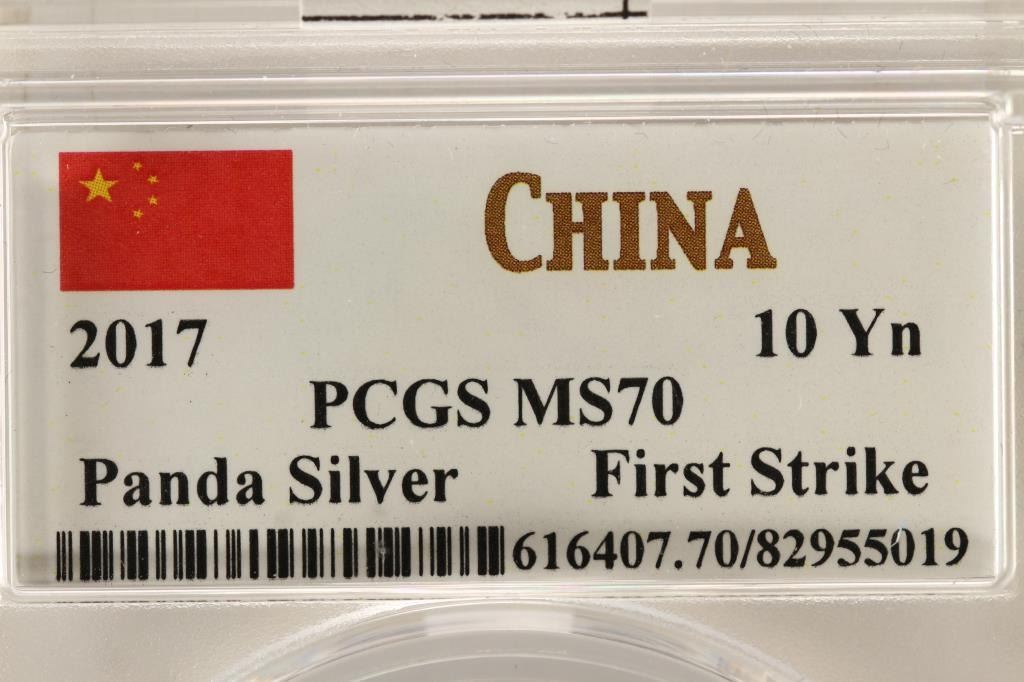 CHINA
2017 10 Yn
PCGS MS70
Panda Silver First Strike
616407.70/82955019